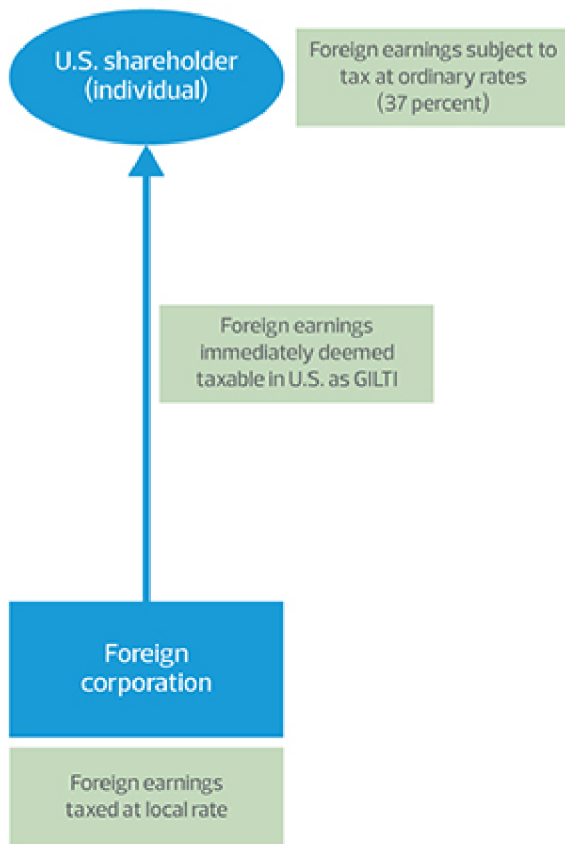 U.S. shareholder
(individual)
Foreign earnings subject to
tax at ordinary rates
(37 percent)
Foreign earnings
immediately deemed
taxable in U.S. as GILTI
Foreign
corporation
Foreign earnings
taxed at local rate